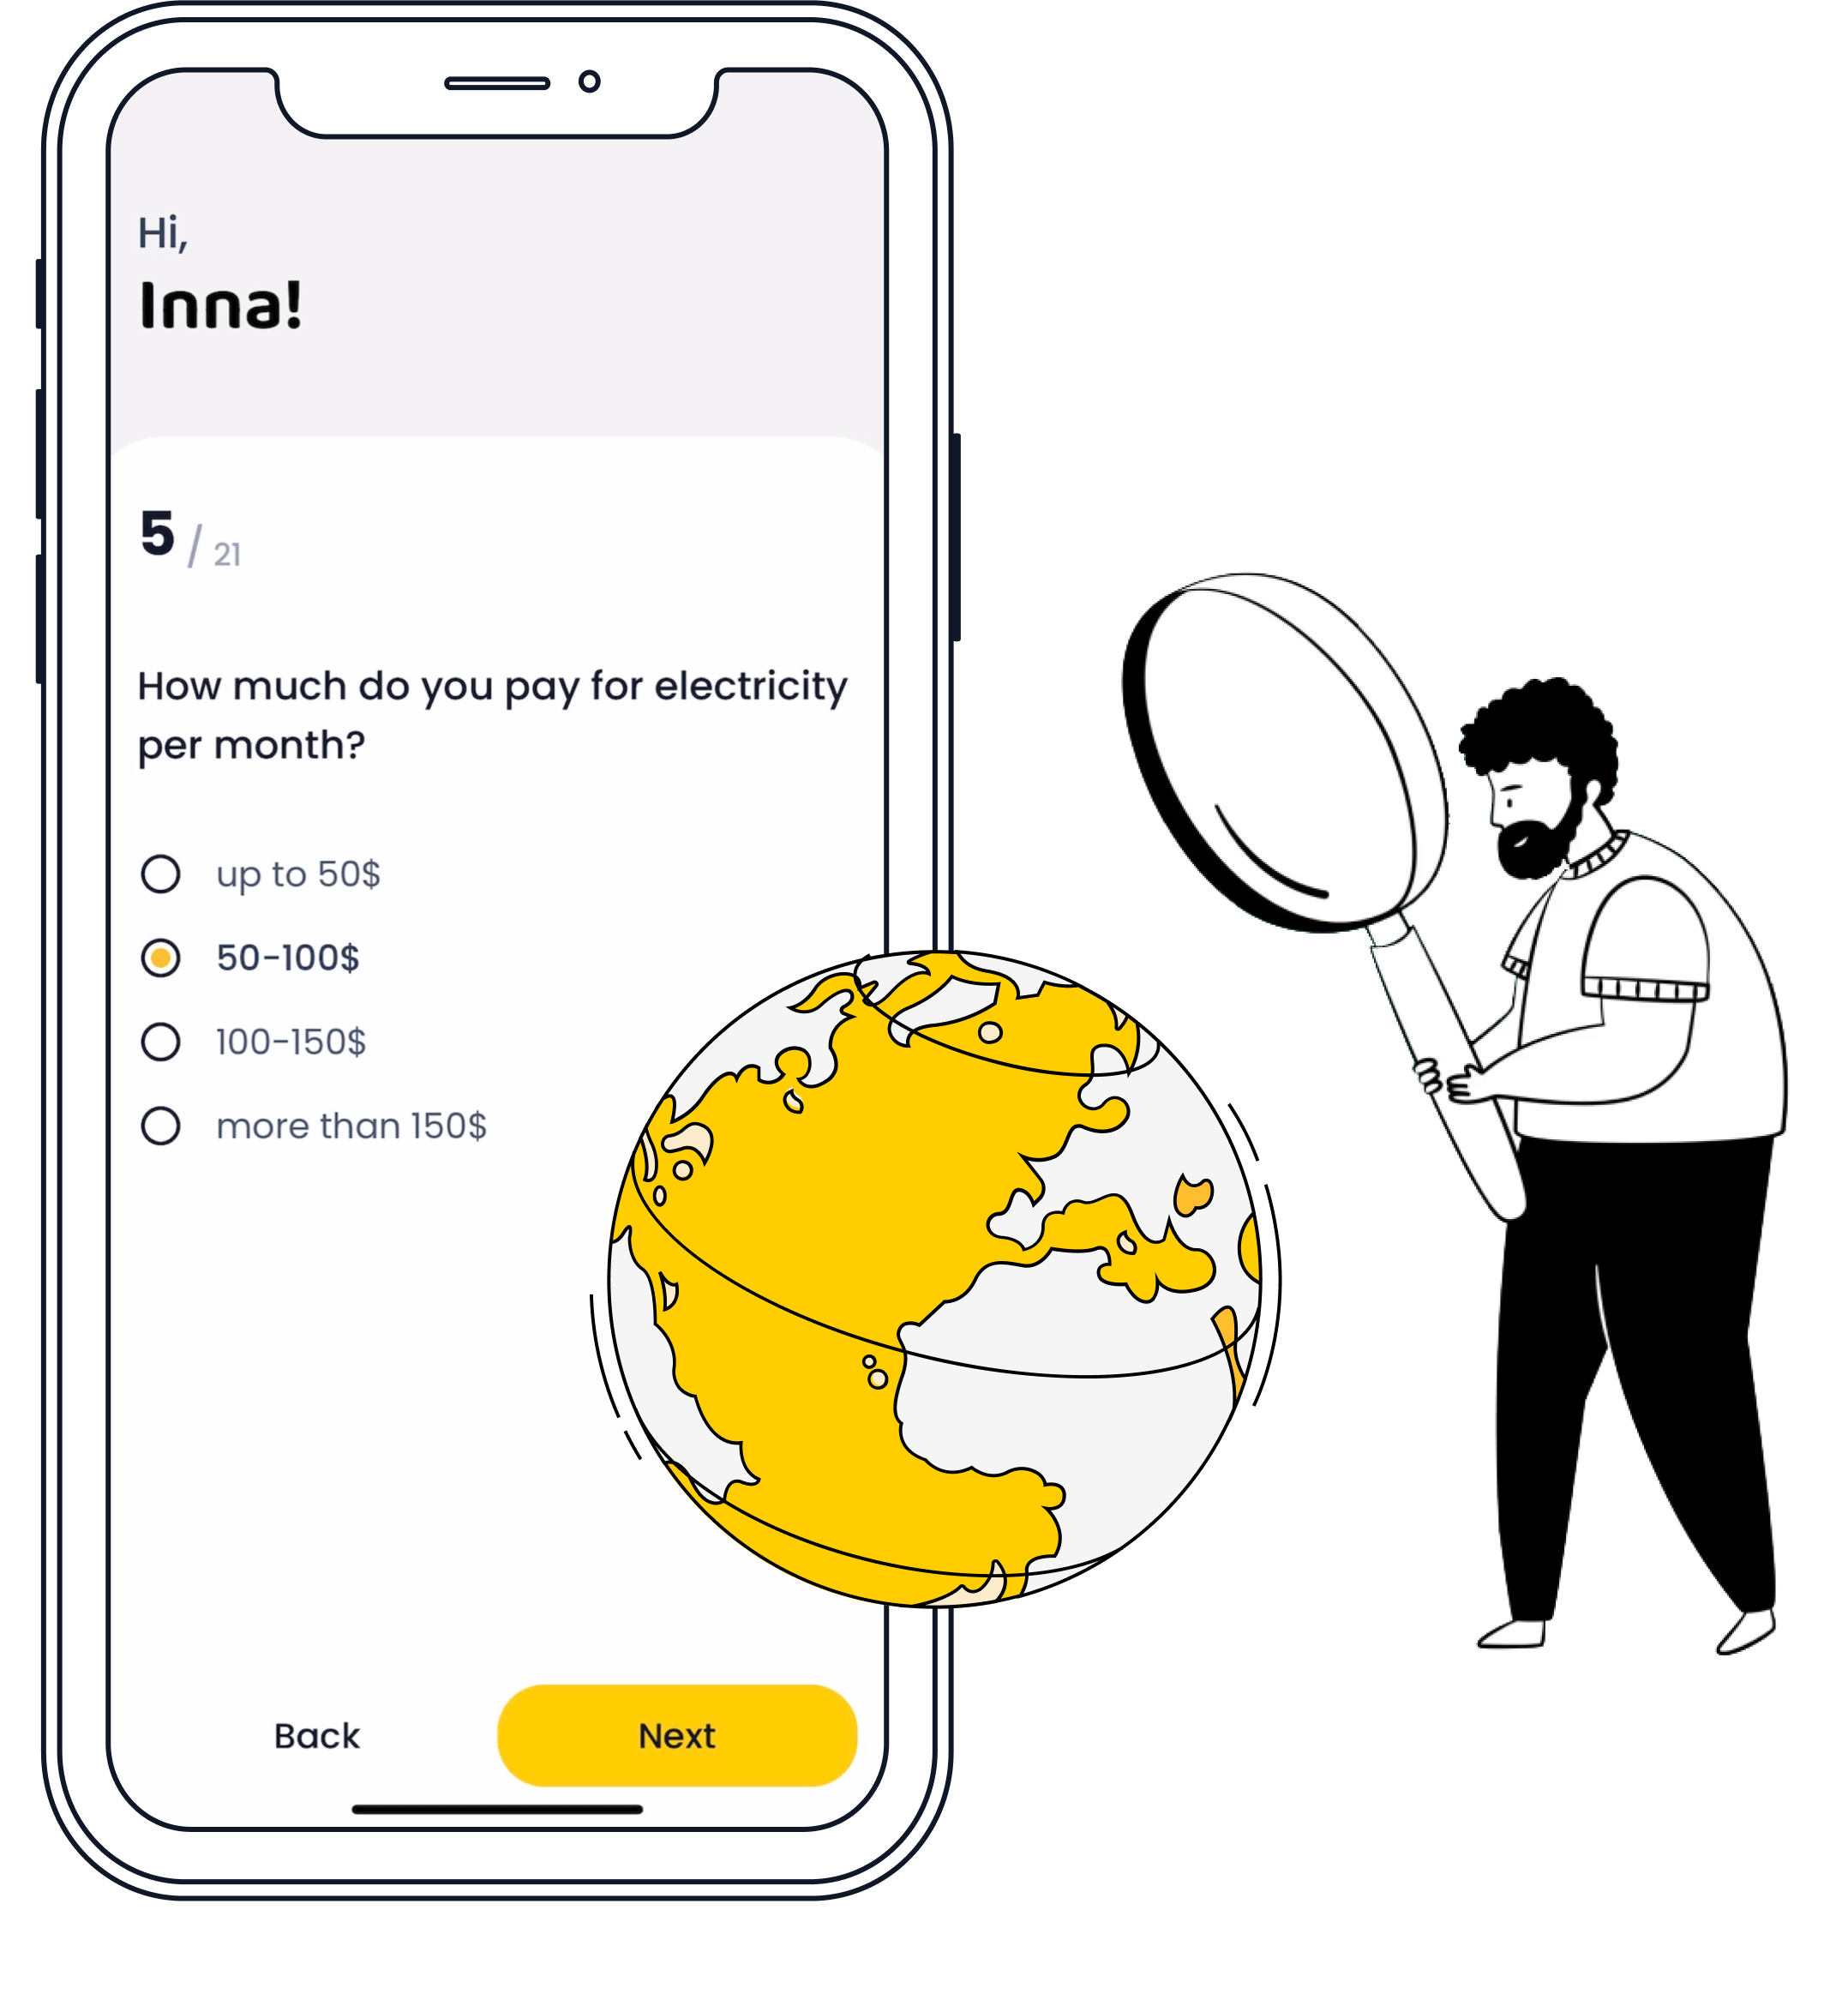 Hi,
Inna!
5 / 21
How much do you pay for electricity
per month?
up to 50$
50-100$
100-150$
more than 150$
Back
Next